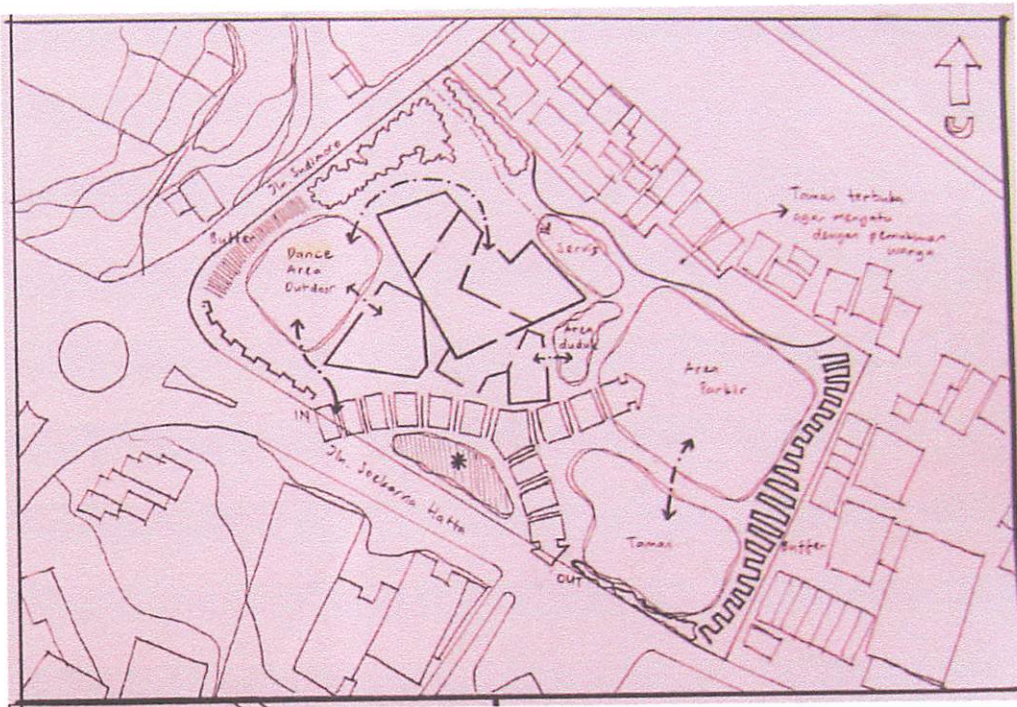 U
Jln. Sudimoro
Taman terbuka
agar menyatu
dengan pemukiman
warga
Buffer
Dance
Area
Outdoor
Servis
Area
duduk
Area
Parkir
IN
Jln. Soekarno Hatta
Taman
Buffer
OUT